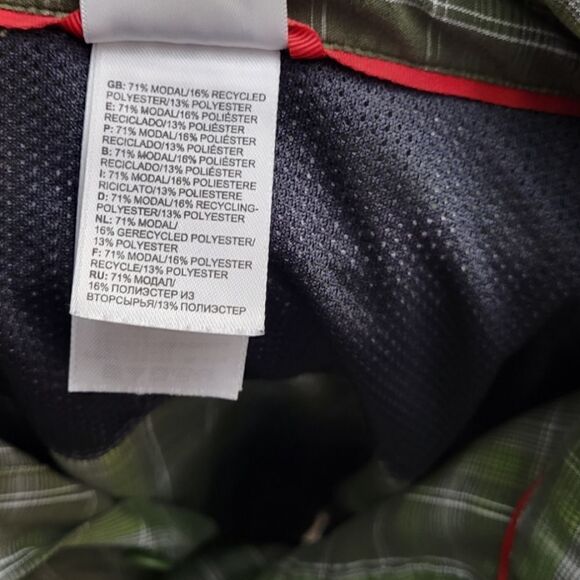 GB: 71% MODAL/16% RECYCLED
POLYESTER/13% POLYESTER
E: 71% MODAL/16% POLIÉSTER
RECICLADO/13% POLIÉSTER
P: 71% MODAL/16% POLIÉSTER
RECICLADO/13% POLIÉSTER
B: 71% MODAL/16% POLIÉSTER
RECICLADO/13% POLIÉSTER
I: 71% MODAL/16% POLIESTERE
RICICLATO/13% POLIESTERE
D: 71% MODAL/16% RECYCLING-
POLYESTER/13% POLYESTER
NL: 71% MODAL/
16% GERECYCLED POLYESTER/
13% POLYESTER
F: 71% MODAL/16% POLYESTER
RECYCLE/13% POLYESTER
RU: 71% МОДАЛ/
16% ПОЛИЭСТЕР ИЗ
ВТОРСЫРЬЯ/13% ПОЛИЭСТЕР